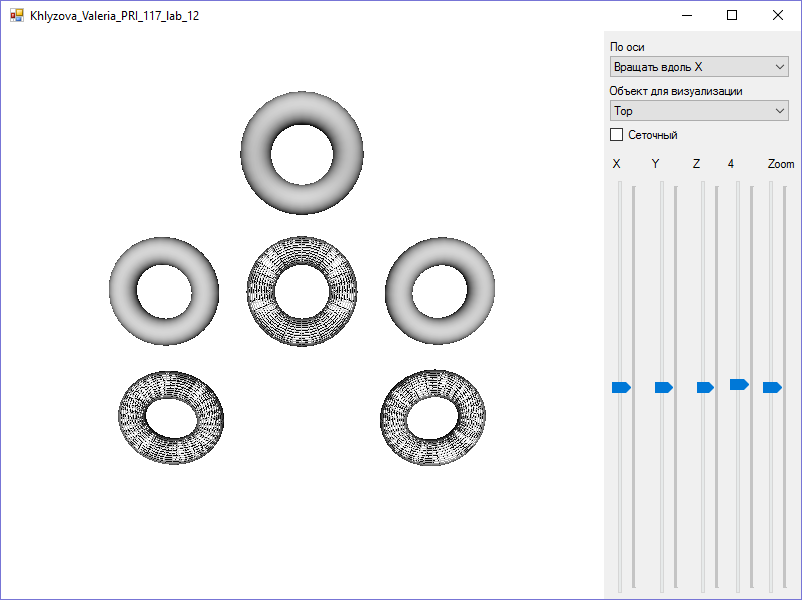 Khlyzova_Valeria_PRI_117_lab_12
По оси
Вращать вдоль X
Объект для визуализации
Тор
Сеточный
X Y Z 4 Zoom